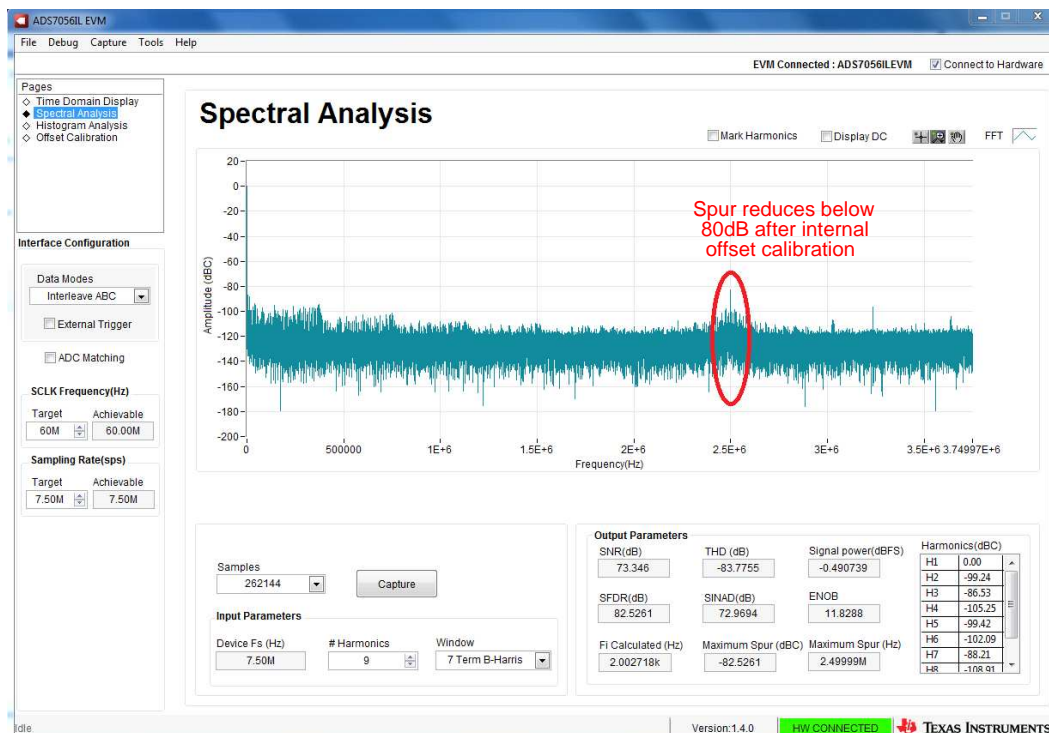 ADS7056IL EVM
File Debug Capture Tools Help
EVM Connected : ADS7056ILEVM Connect to Hardware
Pages
Time Domain Display
Spectral Analysis
Histogram Analysis
Offset Calibration
Interface Configuration
Data Modes
Interleave ABC
External Trigger
ADC Matching
SCLK Frequency(Hz)
Target Achievable
60M 60.00M
Sampling Rate(sps)
Target Achievable
7.50M 7.50M
Spectral Analysis
Mark Harmonics Display DC FFT
Spur reduces below
80dB after internal
offset calibration
Amplitude (dBC)
20
0
-20
-40
-60
-80
-100
-120
-140
-160
-180
-200
0 500000 1E+6 1.5E+6 2E+6 2.5E+6 3E+6 3.5E+6 3.74997E+6
Frequency(Hz)
Samples
262144
Capture
Input Parameters
Device Fs (Hz) # Harmonics Window
7.50M 9 7 Term B-Harris
Output Parameters
SNR(dB) THD (dB) Signal power(dBFS)
73.346 -83.7755 -0.490739
SFDR(dB) SINAD(dB) ENOB
82.5261 72.9694 11.8288
Fi Calculated (Hz) Maximum Spur (dBC) Maximum Spur (Hz)
2.002718k -82.5261 2.49999M
Harmonics(dBC)
H1 0.00
H2 -99.24
H3 -86.53
H4 -105.25
H5 -99.42
H6 -102.09
H7 -88.21
H8 -108.91
Idle
Version:1.4.0 HW CONNECTED TEXAS INSTRUMENTS